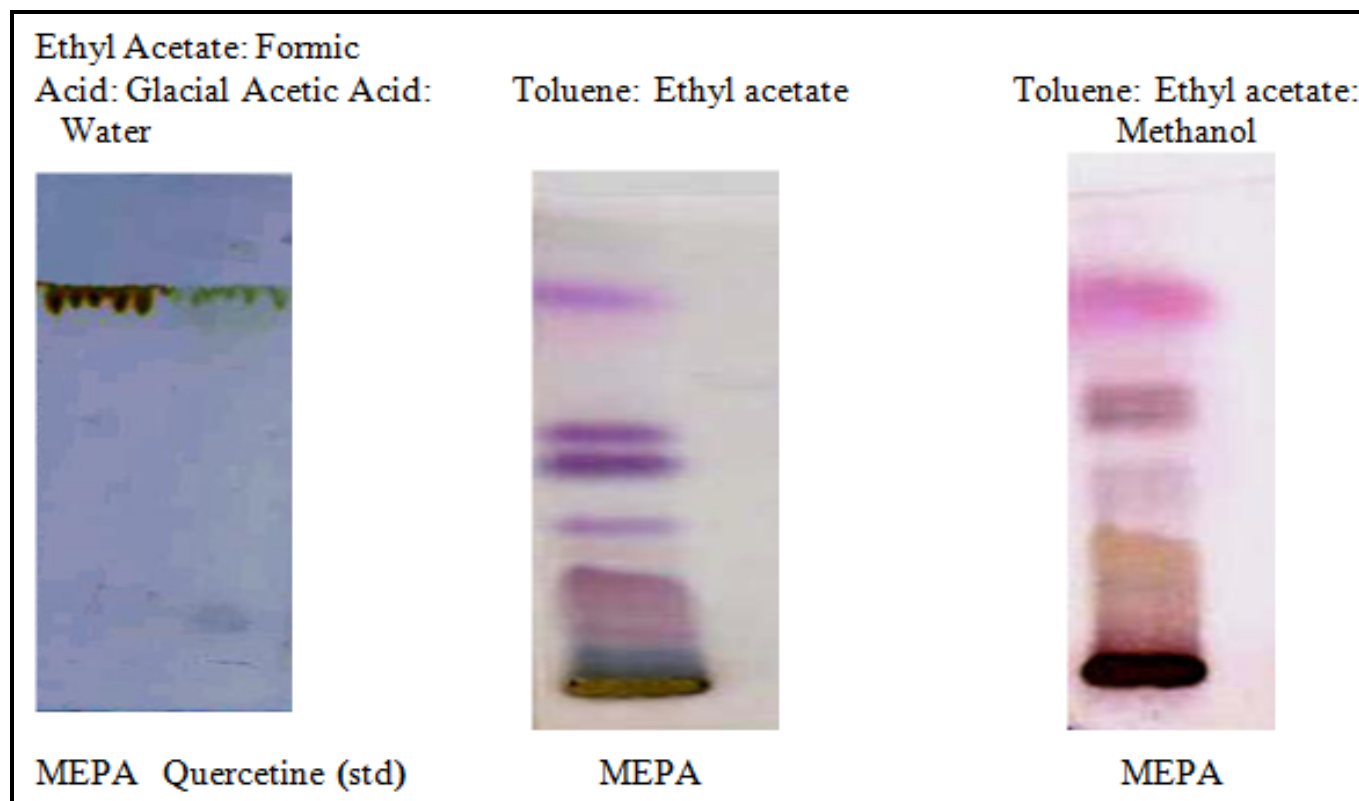 Ethyl Acetate: Formic
Acid: Glacial Acetic Acid:
Water
Toluene: Ethyl acetate
Toluene: Ethyl acetate:
Methanol
MEPA Quercetine (std)
MEPA
MEPA